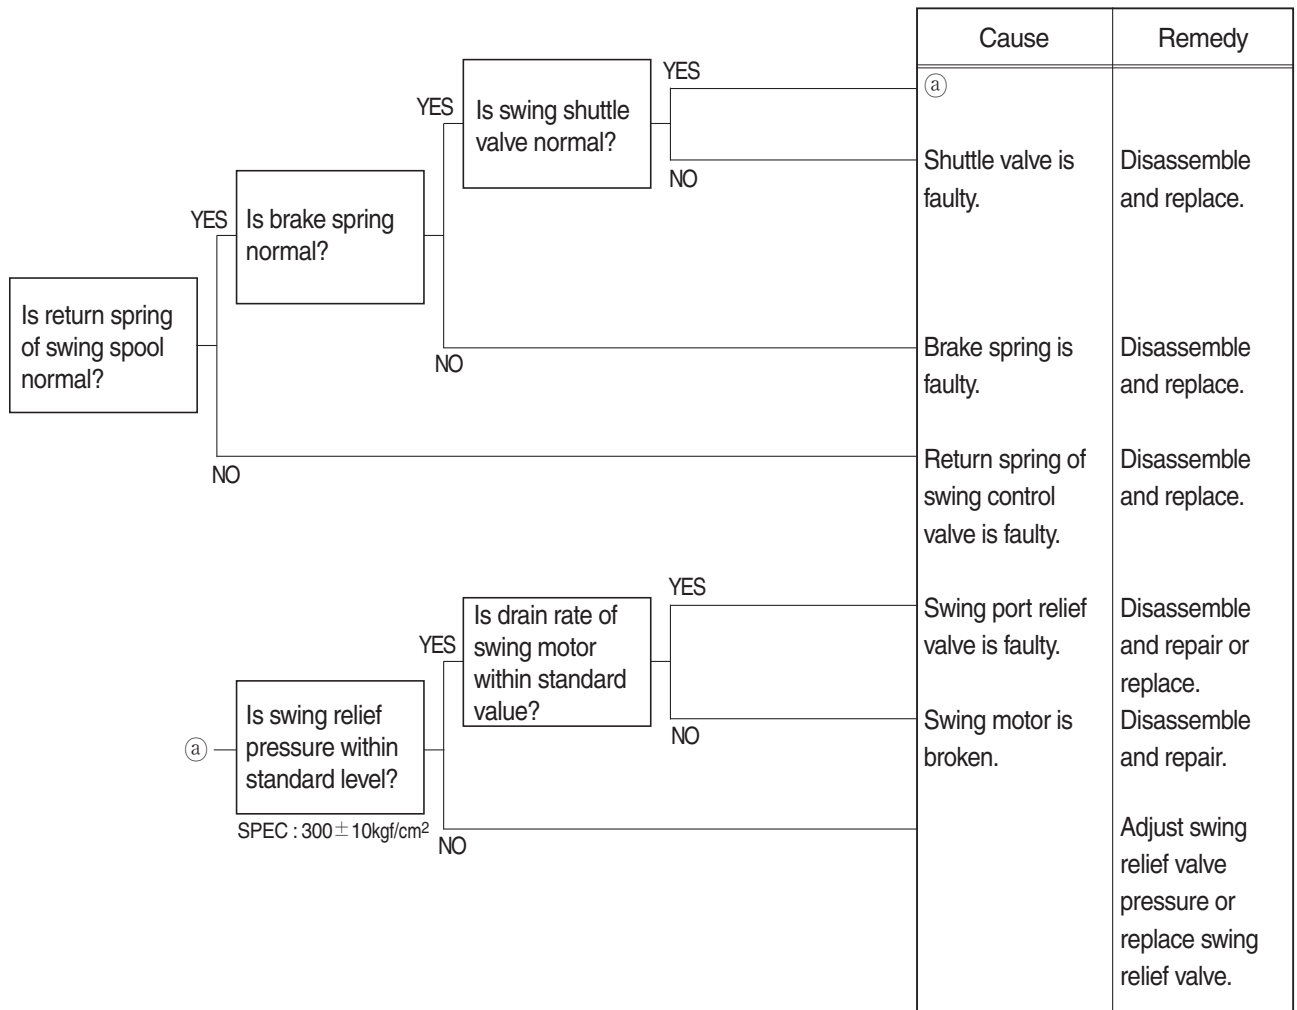 Cause
Remedy
YES
ⓐ
YES
Is swing shuttle
valve normal?
NO
Shuttle valve is
faulty.
Disassemble
and replace.
YES
Is brake spring
normal?
NO
Brake spring is
faulty.
Disassemble
and replace.
Is return spring
of swing spool
normal?
NO
Return spring of
swing control
valve is faulty.
Disassemble
and replace.
YES
Swing port relief
valve is faulty.
Disassemble
and repair or
replace.
YES
Is drain rate of
swing motor
within standard
value?
NO
Swing motor is
broken.
Disassemble
and repair.
ⓐ
Is swing relief
pressure within
standard level?
SPEC : 300±10kgf/cm²
NO
Adjust swing
relief valve
pressure or
replace swing
relief valve.